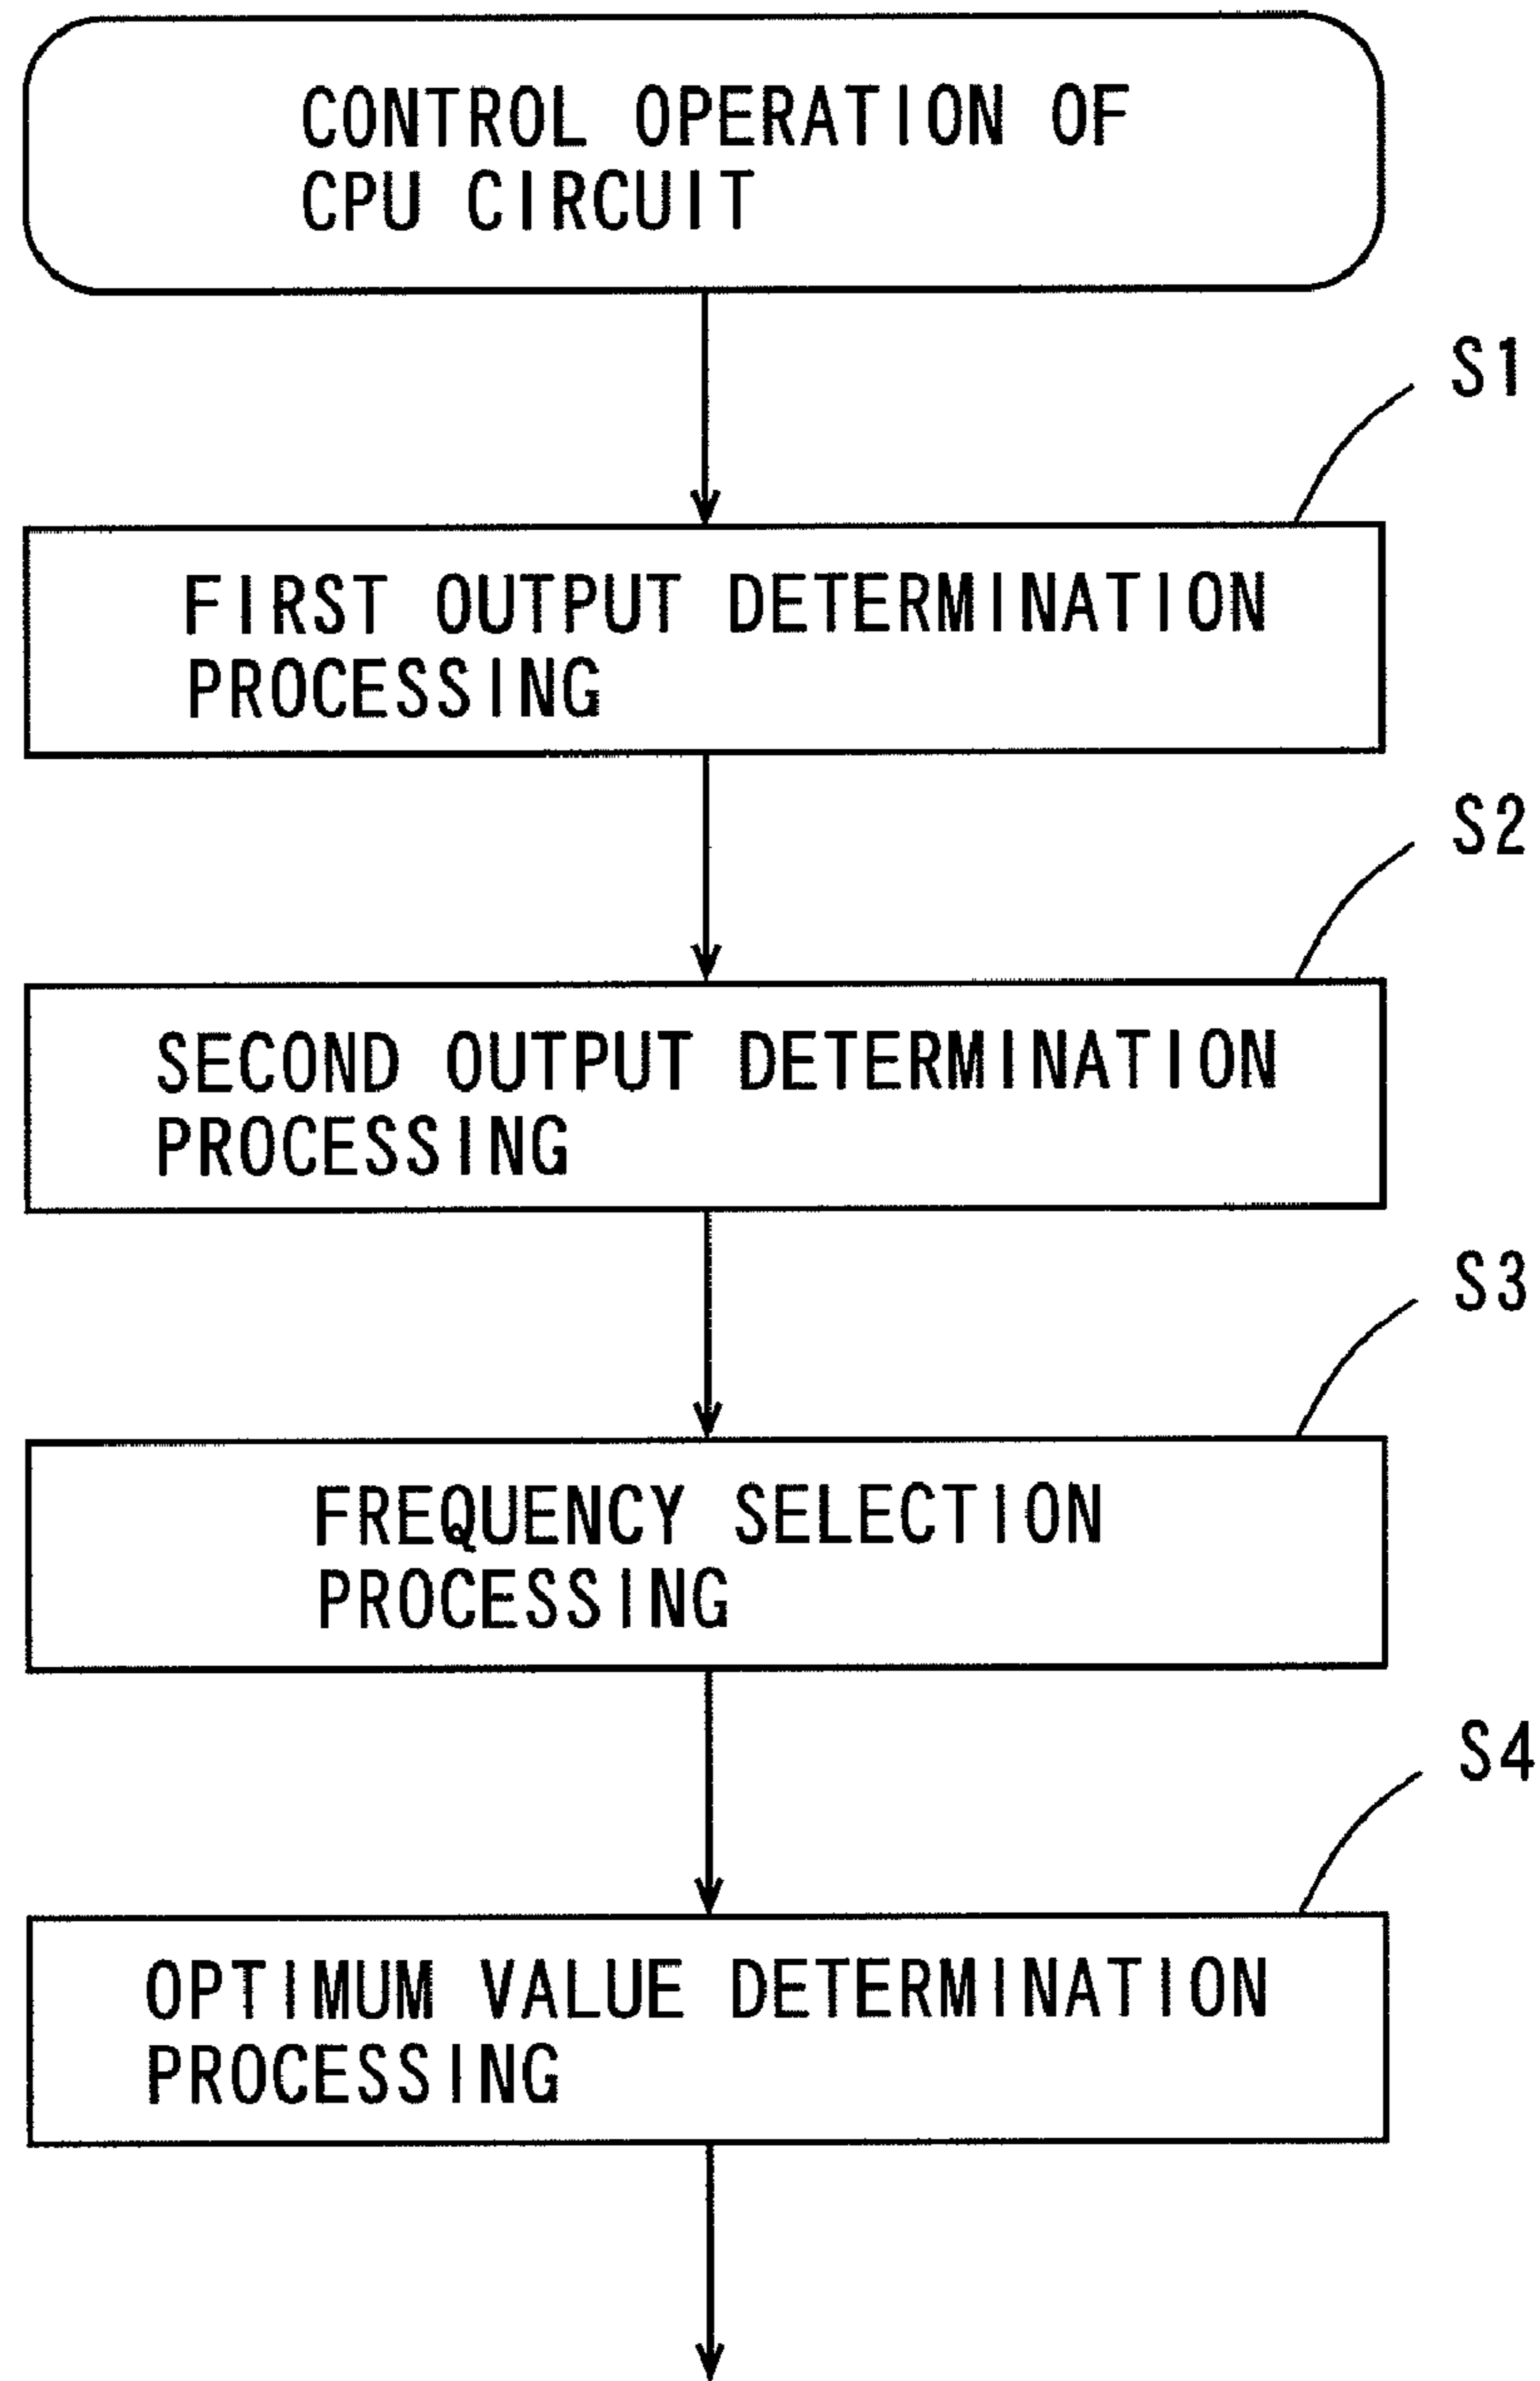 CONTROL OPERATION OF
CPU CIRCUIT
S1
FIRST OUTPUT DETERMINATION
PROCESSING
S2
SECOND OUTPUT DETERMINATION
PROCESSING
S3
FREQUENCY SELECTION
PROCESSING
S4
OPTIMUM VALUE DETERMINATION
PROCESSING